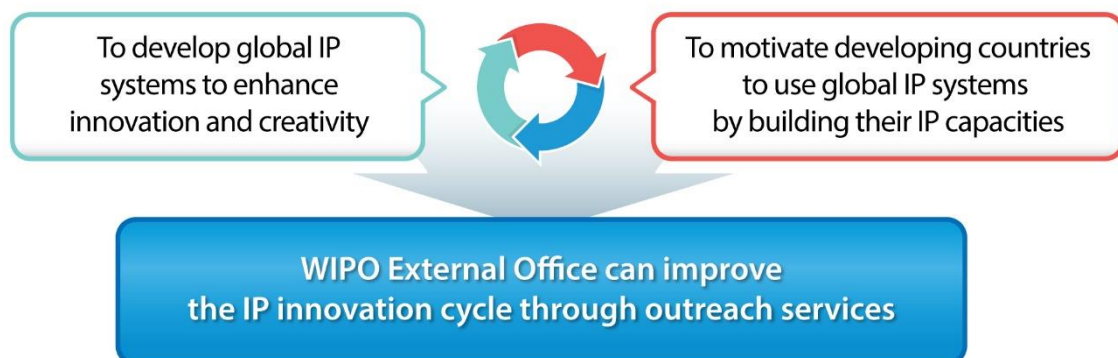 To develop global IP
systems to enhance
innovation and creativity
To motivate developing countries
to use global IP systems
by building their IP capacities
WIPO External Office can improve
the IP innovation cycle through outreach services